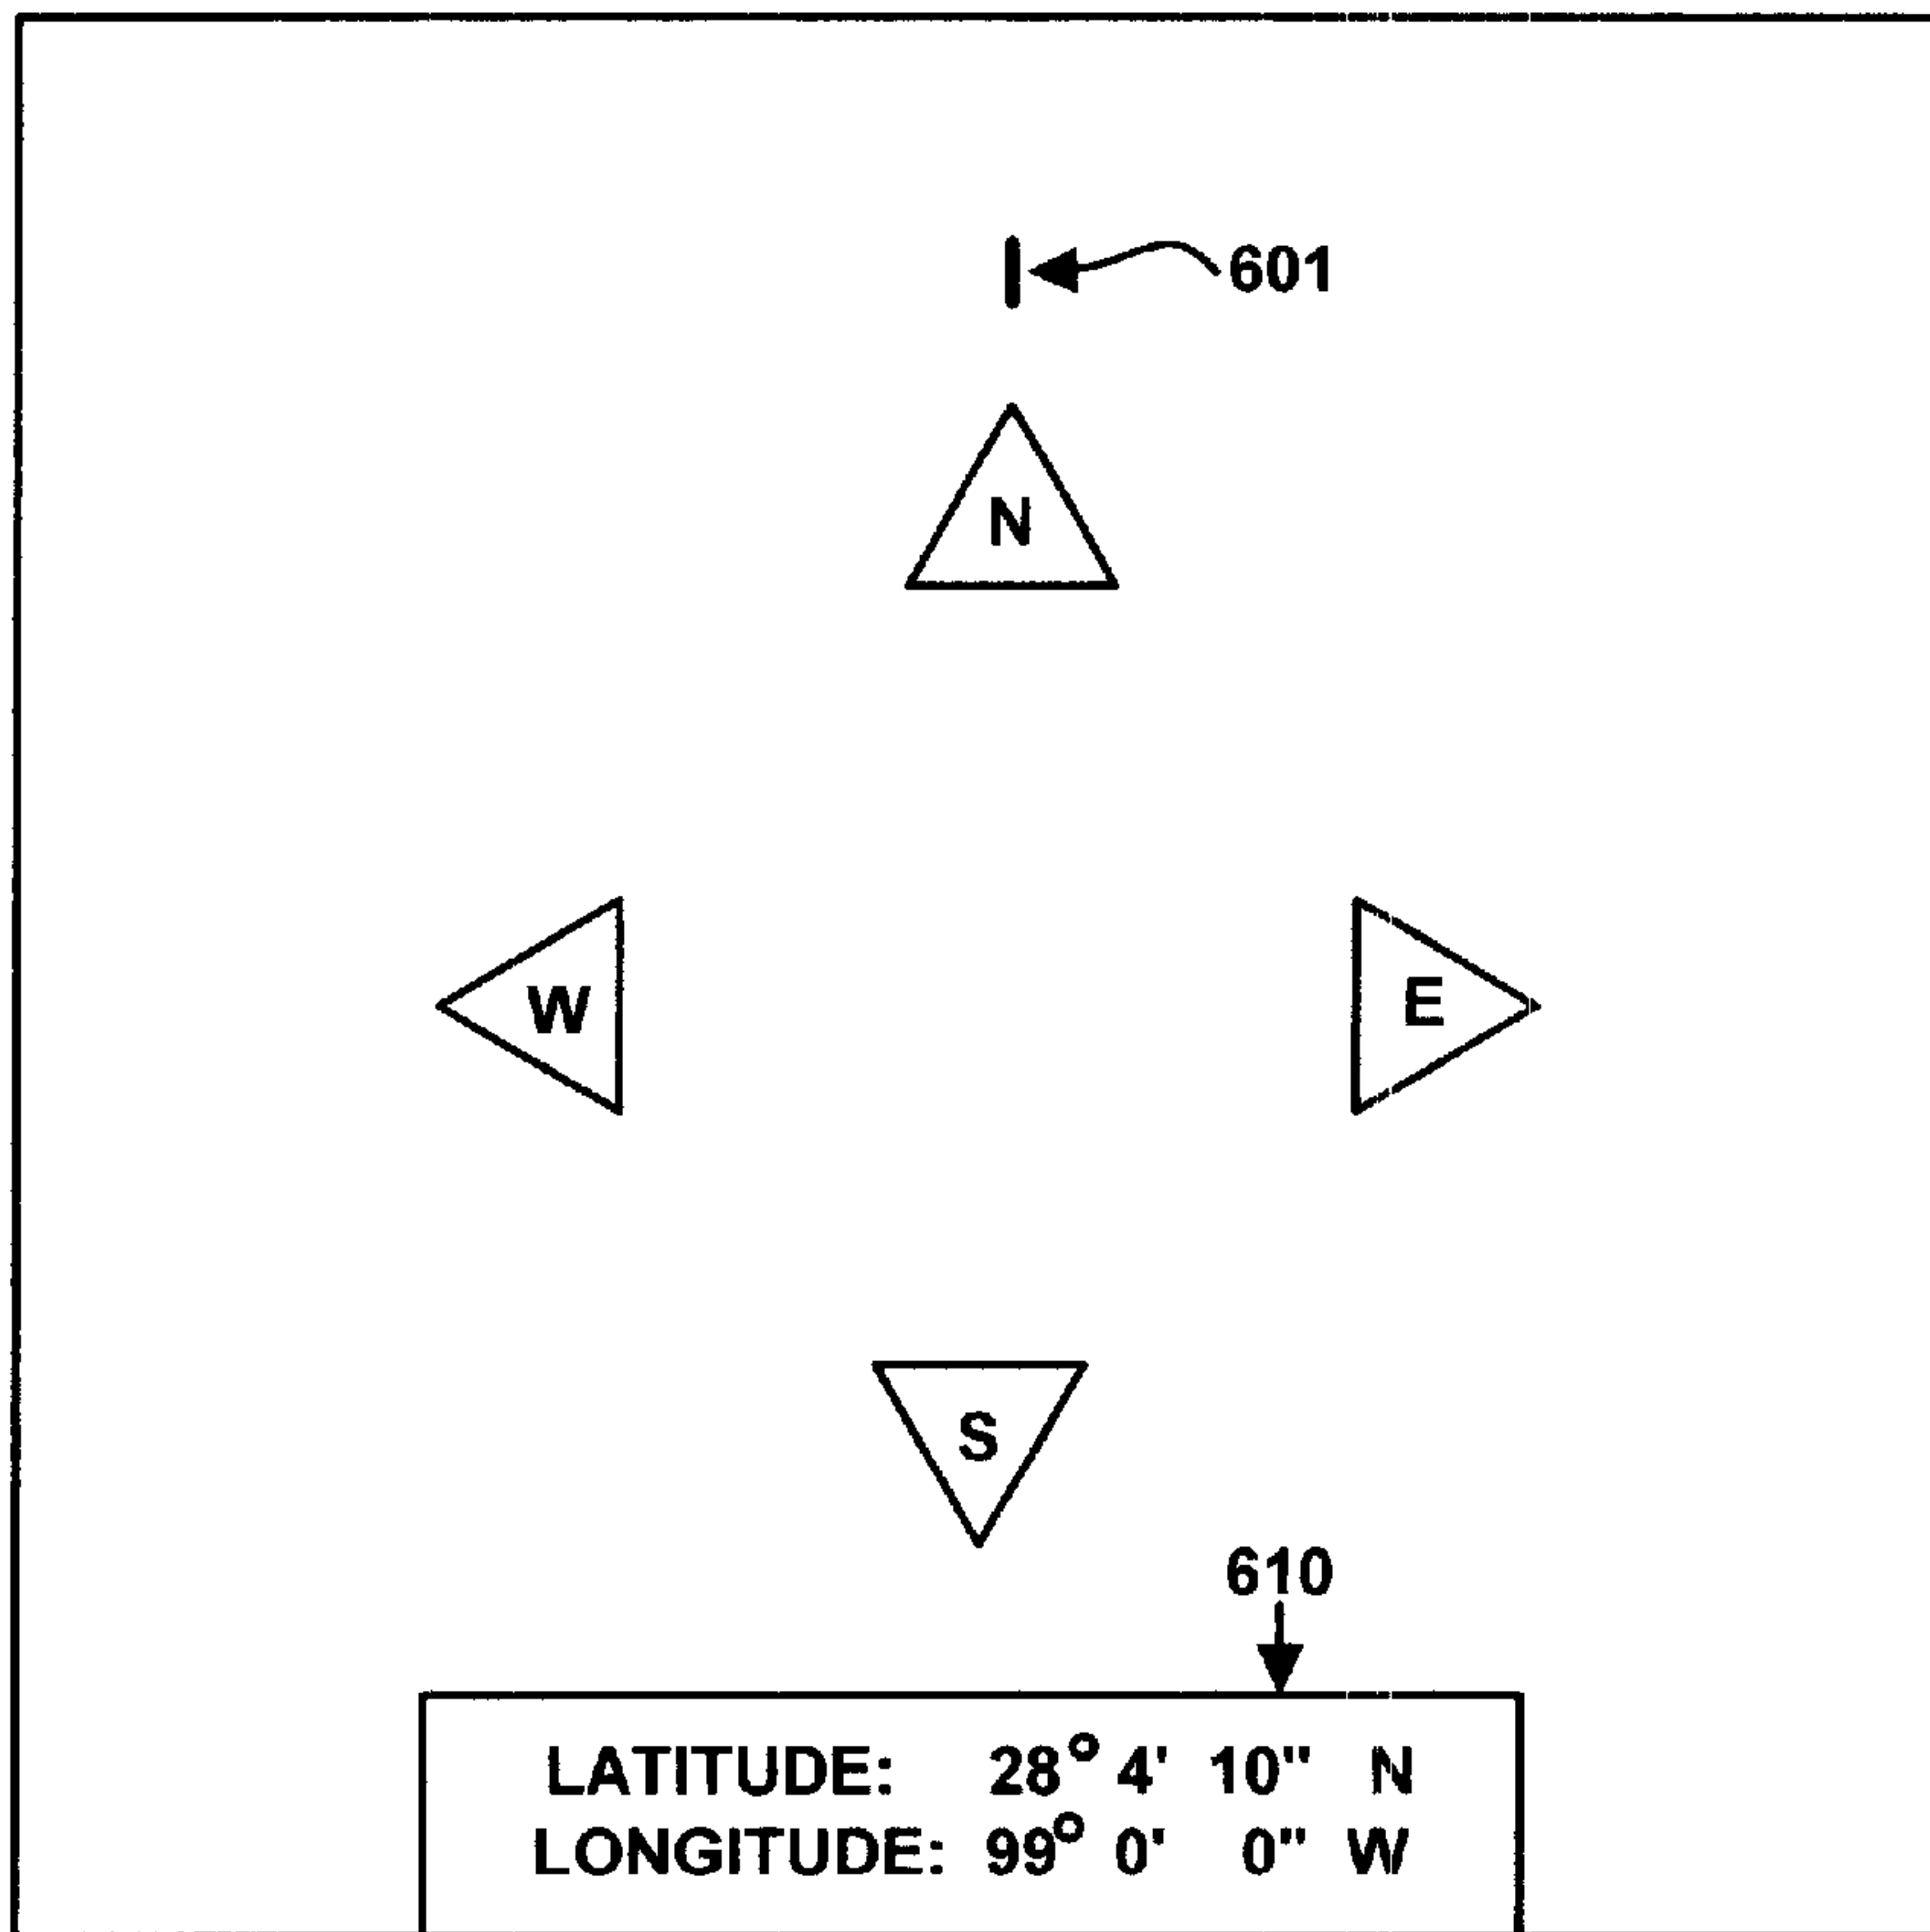 601
N
W
E
S
610
LATITUDE: 28° 4' 10" N
LONGITUDE: 99° 0' 0" W